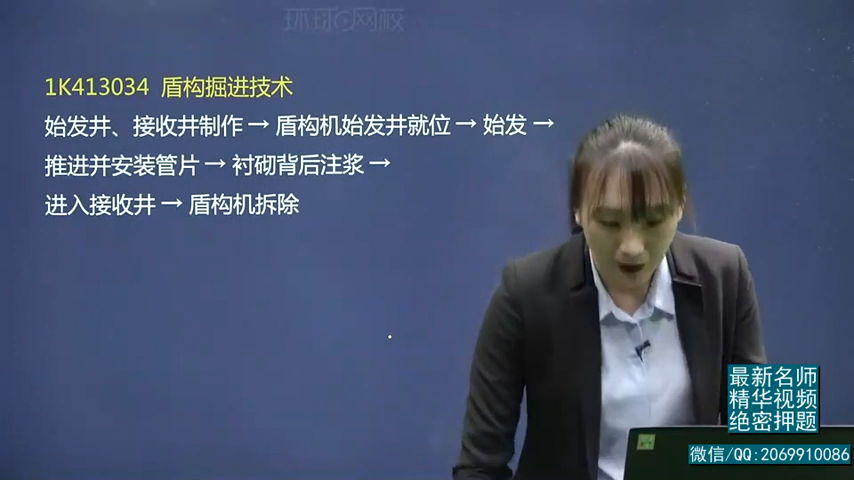 环球网校
1K413034 盾构掘进技术
始发井、接收井制作 → 盾构机始发井就位 → 始发 →
推进并安装管片 → 衬砌背后注浆 →
进入接收井 → 盾构机拆除
最新名师
精华视频
绝密押题
微信/QQ:2069910086